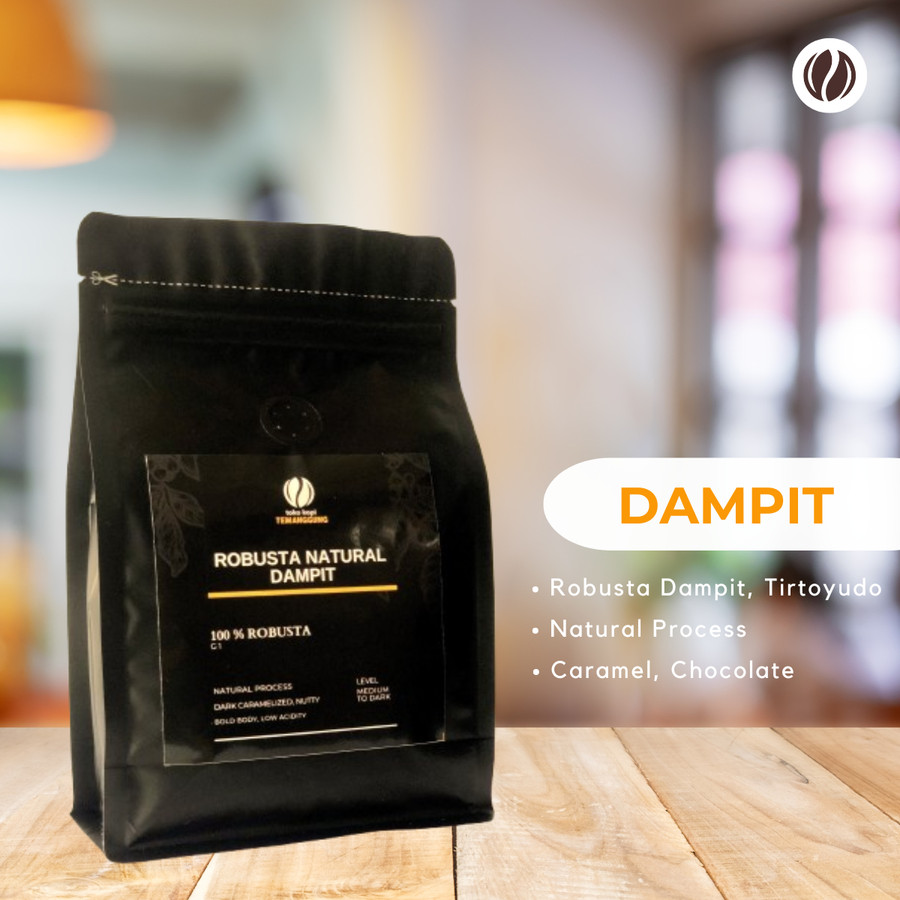 toko kopi
TEMANGGUNG
ROBUSTA NATURAL
DAMPIT
100 % ROBUSTA
G1
NATURAL PROCESS
DARK CARAMELIZED, NUTTY
BOLD BODY, LOW ACIDITY
LEVEL
MEDIUM
TO DARK
DAMPIT
• Robusta Dampit, Tirtoyudo
• Natural Process
• Caramel, Chocolate